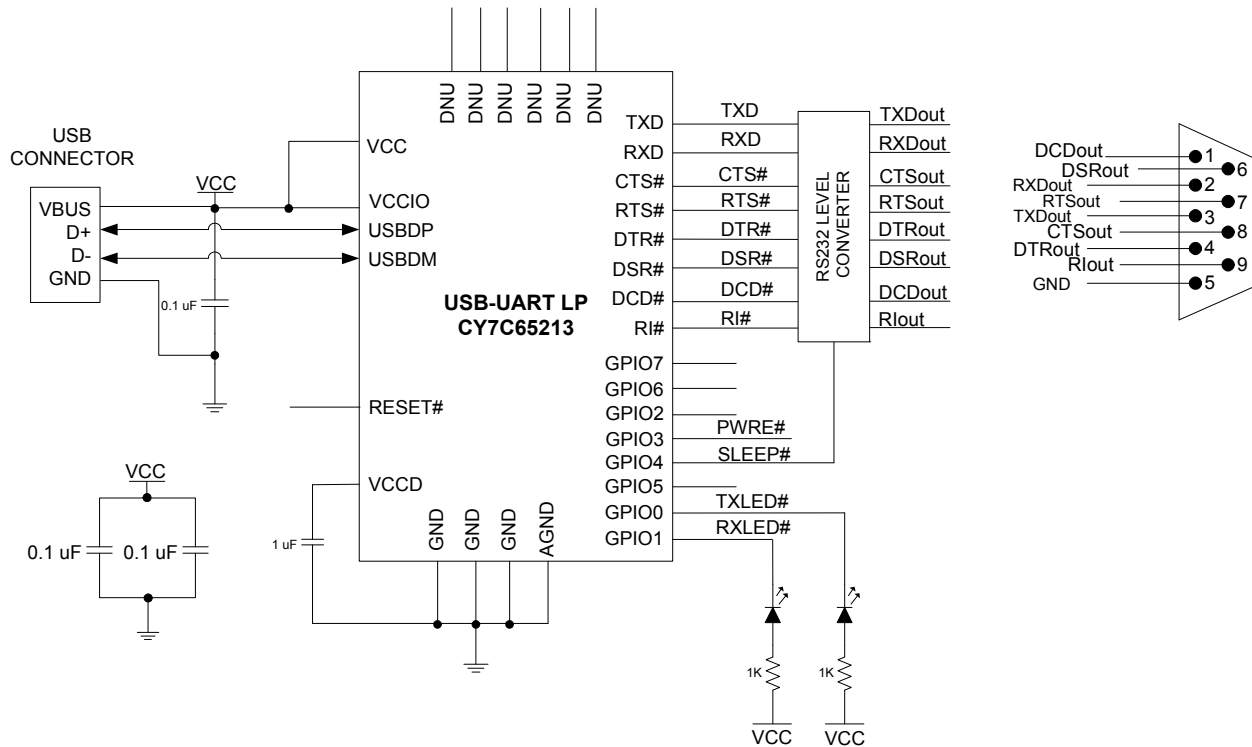 DNU
DNU
DNU
DNU
DNU
DNU
USB
CONNECTOR
VBUS
D+
D-
GND
VCC
0.1 uF
VCC
VCCIO
USBDP
USBDM
RESET#
VCCD
1 uF
VCC
0.1 uF
0.1 uF
USB-UART LP
CY7C65213
GND
GND
GND
AGND
TXD
RXD
CTS#
RTS#
DTR#
DSR#
DCD#
RI#
GPIO7
GPIO6
GPIO2
GPIO3
GPIO4
GPIO5
GPIO0
GPIO1
TXD
RXD
CTS#
RTS#
DTR#
DSR#
DCD#
RI#
PWRE#
SLEEP#
TXLED#
RXLED#
RS232 LEVEL
CONVERTER
TXDout
RXDout
CTSout
RTSout
DTRout
DSRout
DCDout
RIout
1K
1K
VCC
VCC
DCDout
DSRout
RXDout
RTSout
TXDout
CTSout
DTRout
RIout
GND
1
6
2
7
3
8
4
9
5